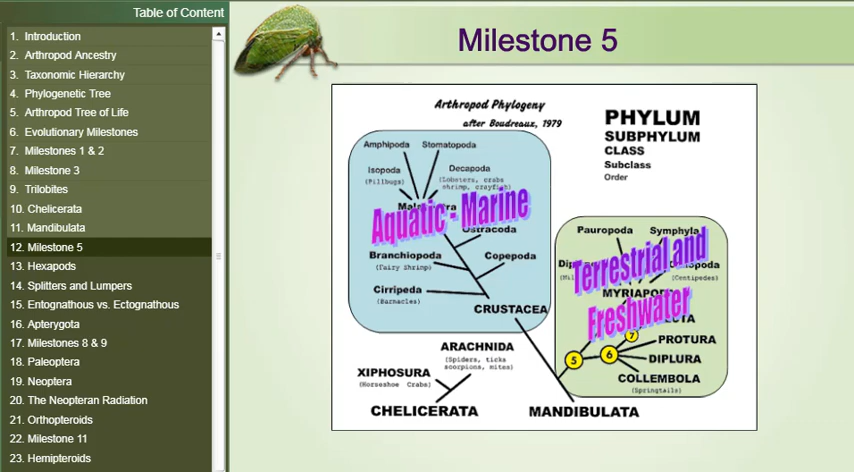 Table of Content
1. Introduction
2. Arthropod Ancestry
3. Taxonomic Hierarchy
4. Phylogenetic Tree
5. Arthropod Tree of Life
6. Evolutionary Milestones
7. Milestones 1 & 2
8. Milestone 3
9. Trilobites
10. Chelicerata
11. Mandibulata
12. Milestone 5
13. Hexapods
14. Splitters and Lumpers
15. Entognathous vs. Ectognathous
16. Apterygota
17. Milestones 8 & 9
18. Paleoptera
19. Neoptera
20. The Neopteran Radiation
21. Orthopteroids
22. Milestone 11
23. Hemipteroids
Milestone 5
Arthropod Phylogeny
after Boudreaux, 1979
PHYLUM
SUBPHYLUM
CLASS
Subclass
Order
Amphipoda Stomatopoda
Isopoda
(Pillbugs)
Decapoda
(Lobsters, crabs
shrimp, crayfish)
Aquatic - Marine
Ostracoda
Branchiopoda
(Fairy shrimp)
Copepoda
Cirripeda
(Barnacles)
CRUSTACEA
Pauropoda Symphyla
(Centipedes)
Terrestrial and
Freshwater
7
PROTURA
5
6
DIPLURA
COLLEMBOLA
(Springtails)
ARACHNIDA
(Spiders, ticks
scorpions, mites)
XIPHOSURA
(Horseshoe Crabs)
CHELICERATA
MANDIBULATA